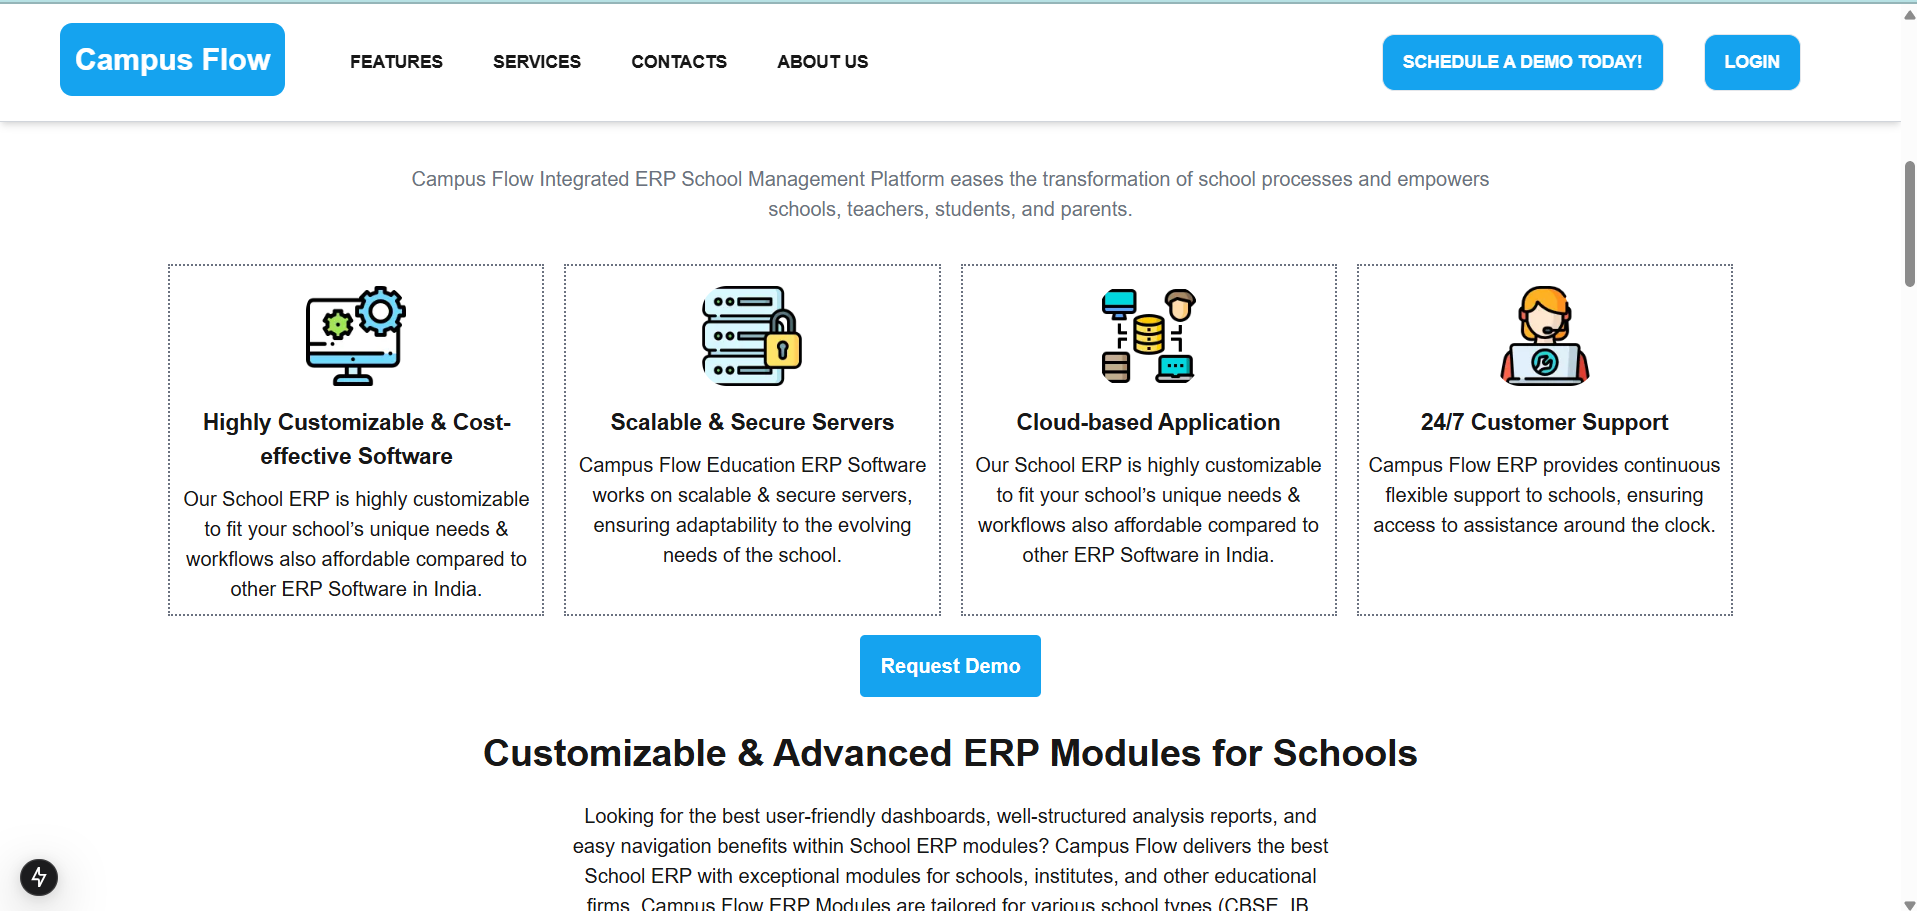 Campus Flow
FEATURES
SERVICES
CONTACTS
ABOUT US
SCHEDULE A DEMO TODAY!
LOGIN
Campus Flow Integrated ERP School Management Platform eases the transformation of school processes and empowers
schools, teachers, students, and parents.
Highly Customizable & Cost-
effective Software
Our School ERP is highly customizable
to fit your school’s unique needs &
workflows also affordable compared to
other ERP Software in India.
Scalable & Secure Servers
Campus Flow Education ERP Software
works on scalable & secure servers,
ensuring adaptability to the evolving
needs of the school.
Cloud-based Application
Our School ERP is highly customizable
to fit your school’s unique needs &
workflows also affordable compared to
other ERP Software in India.
24/7 Customer Support
Campus Flow ERP provides continuous
flexible support to schools, ensuring
access to assistance around the clock.
Request Demo
Customizable & Advanced ERP Modules for Schools
Looking for the best user-friendly dashboards, well-structured analysis reports, and
easy navigation benefits within School ERP modules? Campus Flow delivers the best
School ERP with exceptional modules for schools, institutes, and other educational
firms. Campus Flow ERP Modules are tailored for various school types (CBSE, IB,